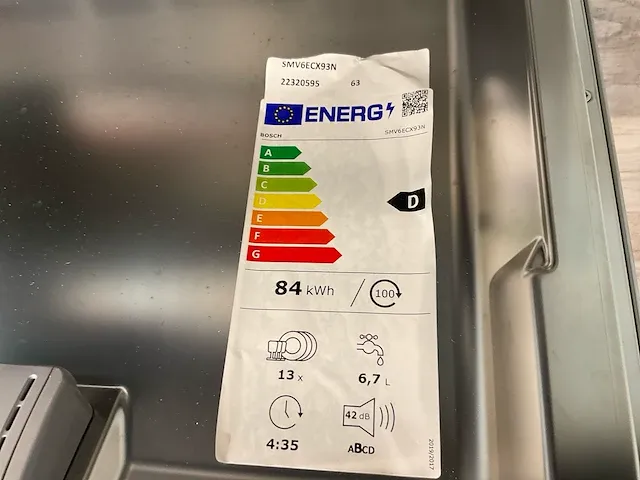 SMV6ECX93N
22320595 63
ENERG
BOSCH SMV6ECX93N
A
B
C
D D
E
F
G
84 kWh / 100
13 x 6,7 L
42 dB
4:35 ABCD
2019/2017